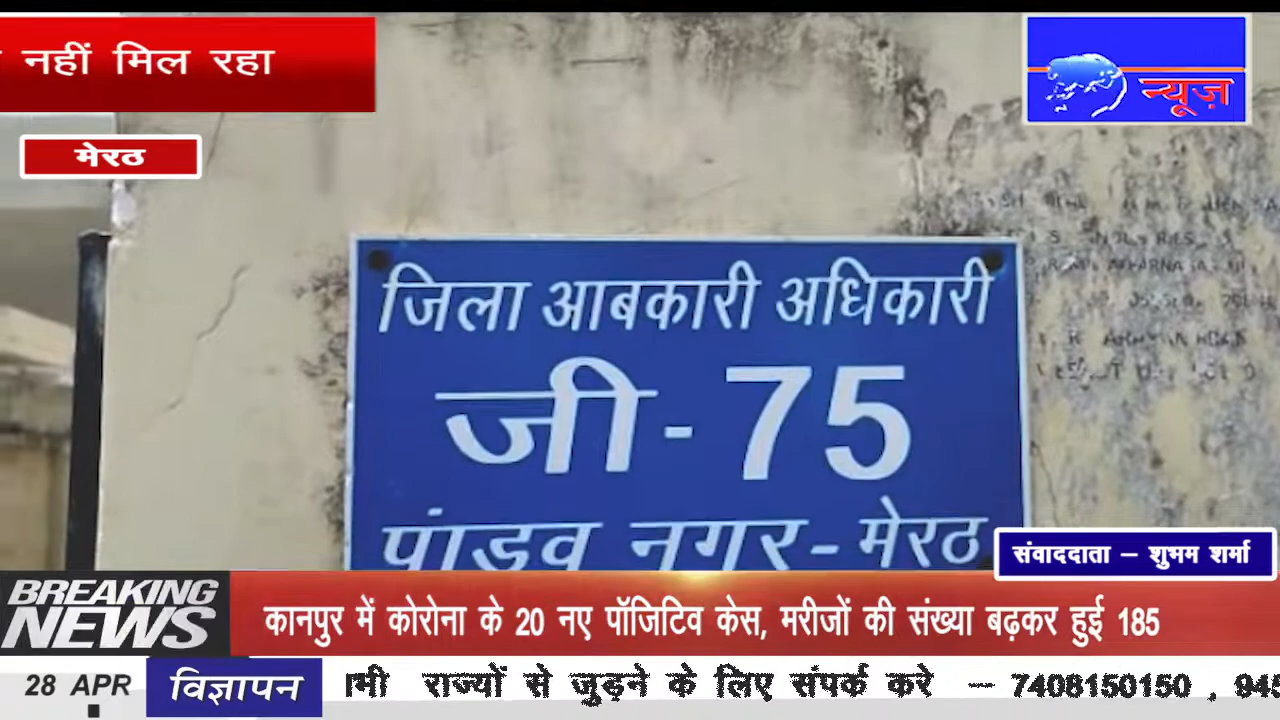 नहीं मिल रहा
न्यूज़
मेरठ
जिला आबकारी अधिकारी
जी-75
पांडव नगर-मेरठ
संवाददाता – शुभम शर्मा
BREAKING
NEWS
कानपुर में कोरोना के 20 नए पॉजिटिव केस, मरीजों की संख्या बढ़कर हुई 185
28 APR
विज्ञापन
राज्यों से जुड़ने के लिए संपर्क करे – 7408150150 ,